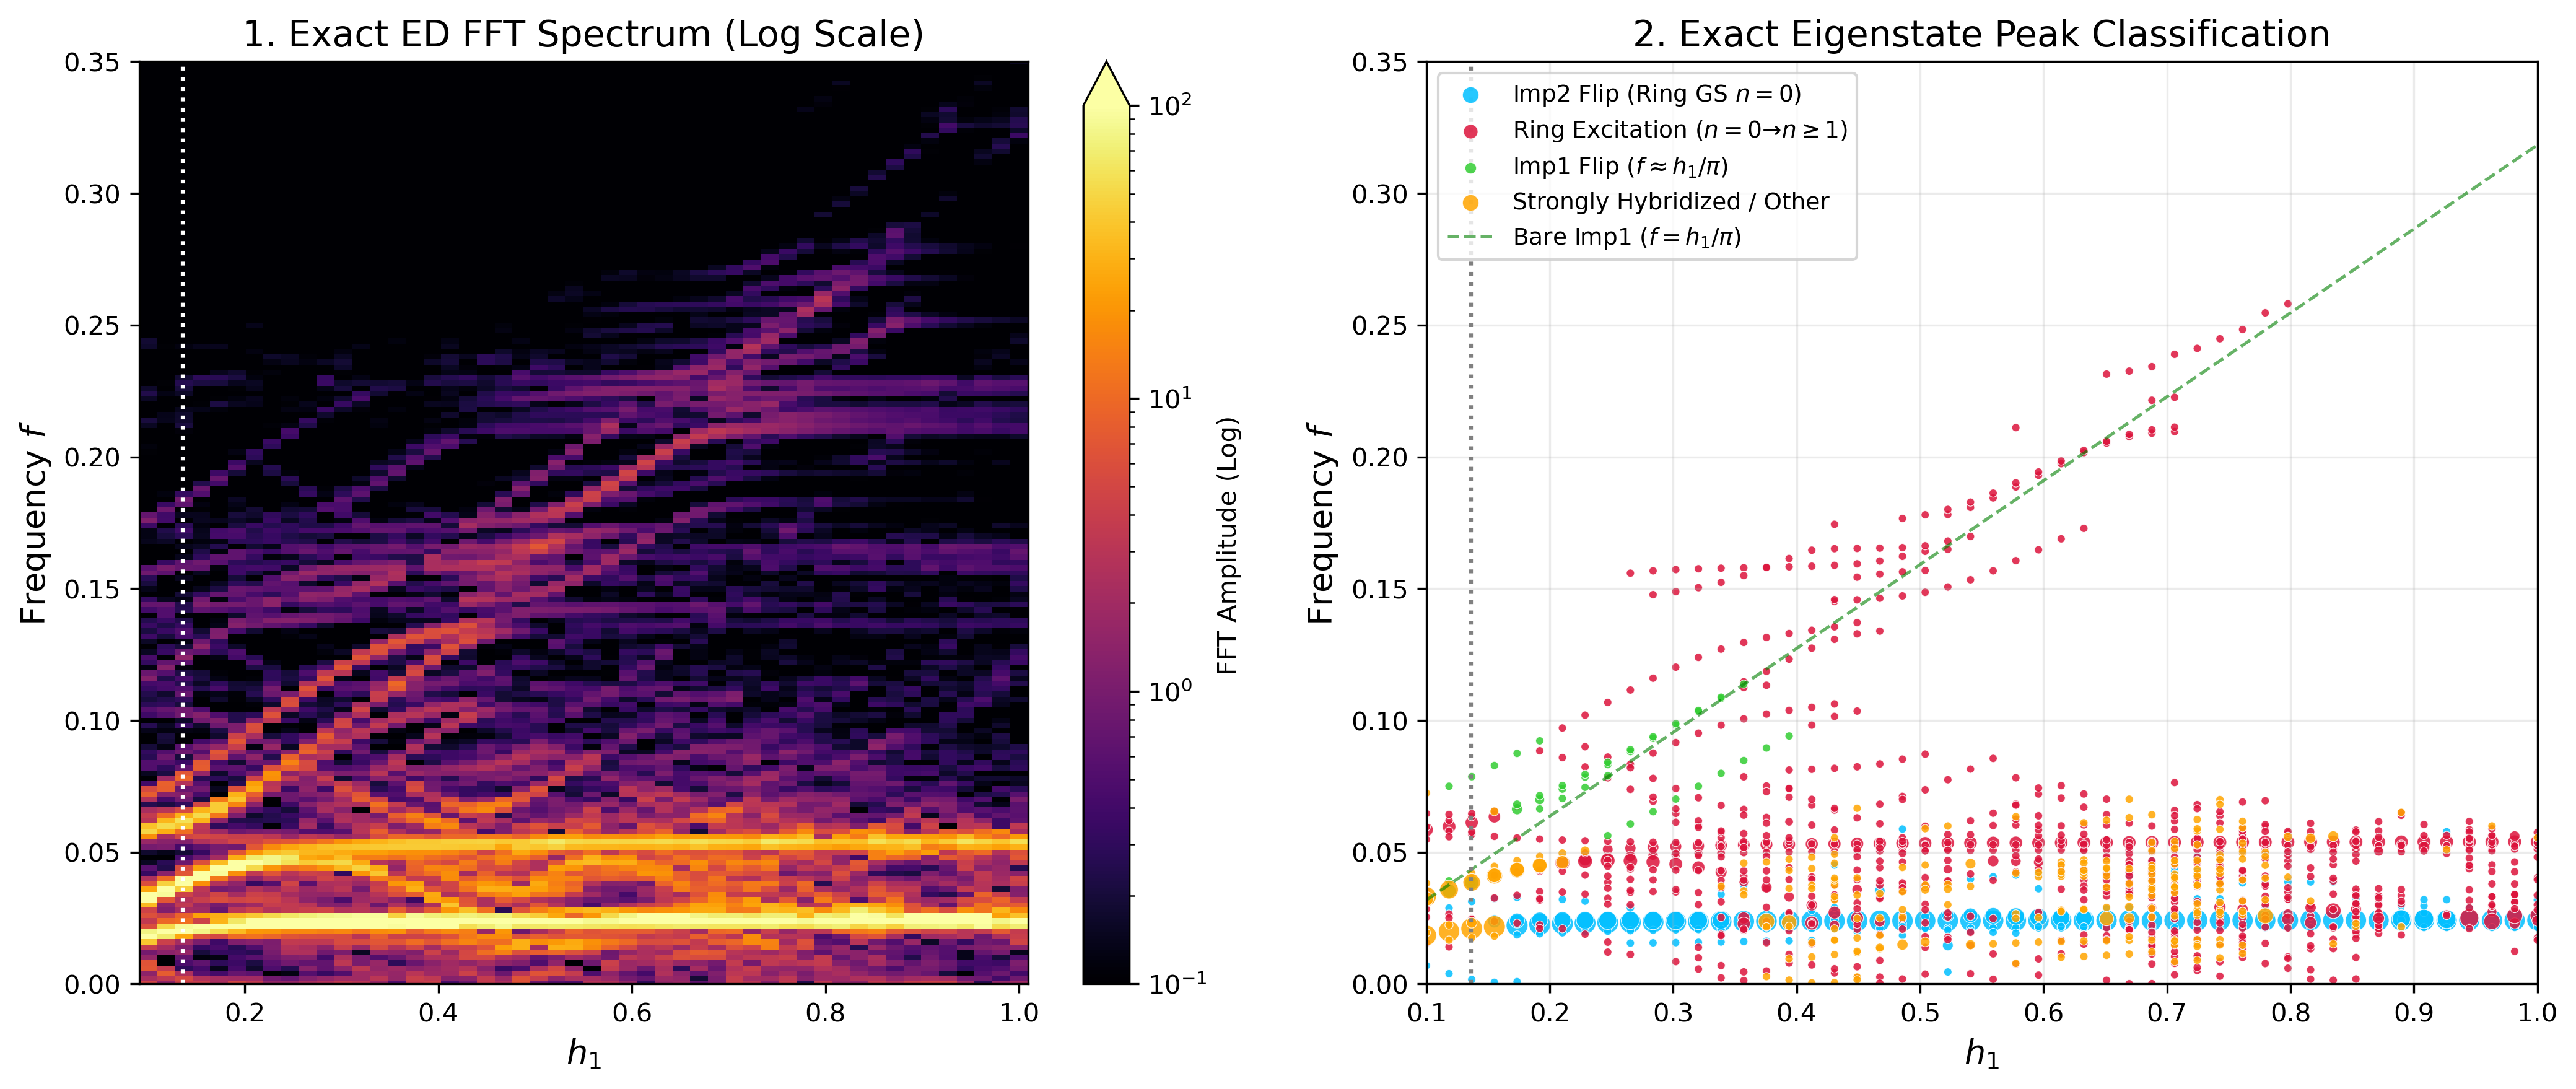 1. Exact ED FFT Spectrum (Log Scale)
Frequency f
0.35
0.30
0.25
0.20
0.15
0.10
0.05
0.00
0.2
0.4
0.6
0.8
1.0
h₁
10²
10¹
10⁰
10⁻¹
FFT Amplitude (Log)
2. Exact Eigenstate Peak Classification
Frequency f
0.35
0.30
0.25
0.20
0.15
0.10
0.05
0.00
Imp2 Flip (Ring GS n = 0)
Ring Excitation (n = 0→n ≥ 1)
Imp1 Flip (f ≈ h₁/π)
Strongly Hybridized / Other
Bare Imp1 (f = h₁/π)
0.1
0.2
0.3
0.4
0.5
0.6
0.7
0.8
0.9
1.0
h₁